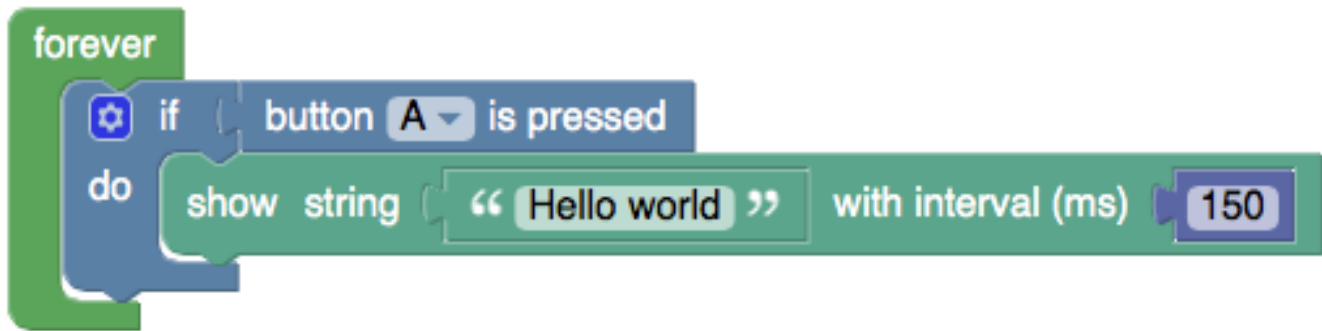 forever
if button A is pressed
do show string “ Hello world ” with interval (ms) 150